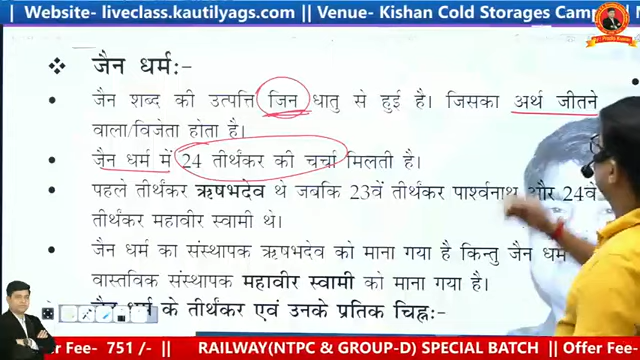 | Website- liveclass.kautilyags.com || Venue- Kishan Cold Storages Camp
❖ जैन धर्म:-
• जैन शब्द की उत्पत्ति जिन धातु से हुई है। जिसका अर्थ जीतने
वाला/विजेता होता है।
• जैन धर्म में 24 तीर्थंकर की चर्चा मिलती है।
• पहले तीर्थंकर ऋषभदेव थे जबकि 23वें तीर्थंकर पार्श्वनाथ और 24वें
तीर्थंकर महावीर स्वामी थे।
• जैन धर्म का संस्थापक ऋषभदेव को माना गया है किन्तु जैन धर्म
वास्तविक संस्थापक महावीर स्वामी को माना गया है।
जैन धर्म के तीर्थंकर एवं उनके प्रतिक चिह्न:-
er Fee- 751 /- || RAILWAY(NTPC & GROUP-D) SPECIAL BATCH || Offer Fee-